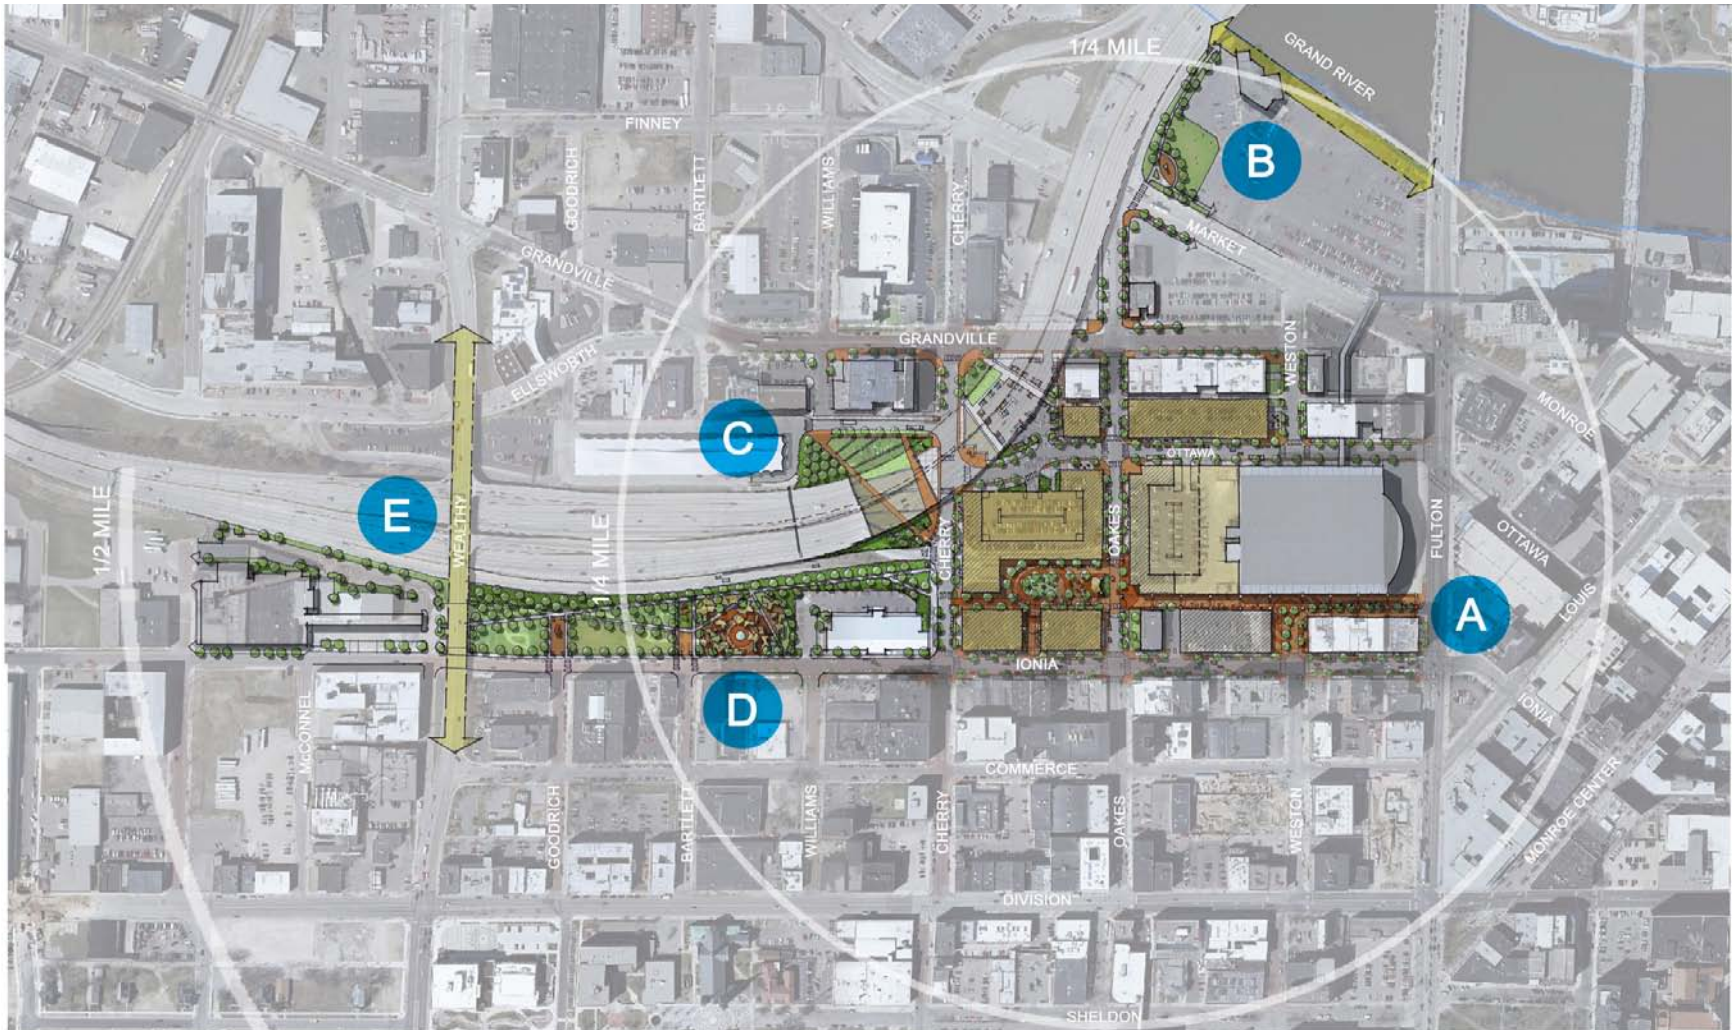 1/4 MILE
GRAND RIVER
FINNEY
B
GOODRICH
BARTLETT
WILLIAMS
CHERRY
MARKET
GRANDVILLE
GRANDVILLE
WESTON
ELLSWORTH
MONROE
C
OTTAWA
E
1/2 MILE
WEALTHY
1/4 MILE
CHERRY
OAKES
FULTON
OTTAWA
LOUIS
A
IONIA
D
McCONNEL
IONIA
COMMERCE
GOODRICH
BARTLETT
WILLIAMS
CHERRY
OAKES
WESTON
MONROE CENTER
DIVISION
SHELDON